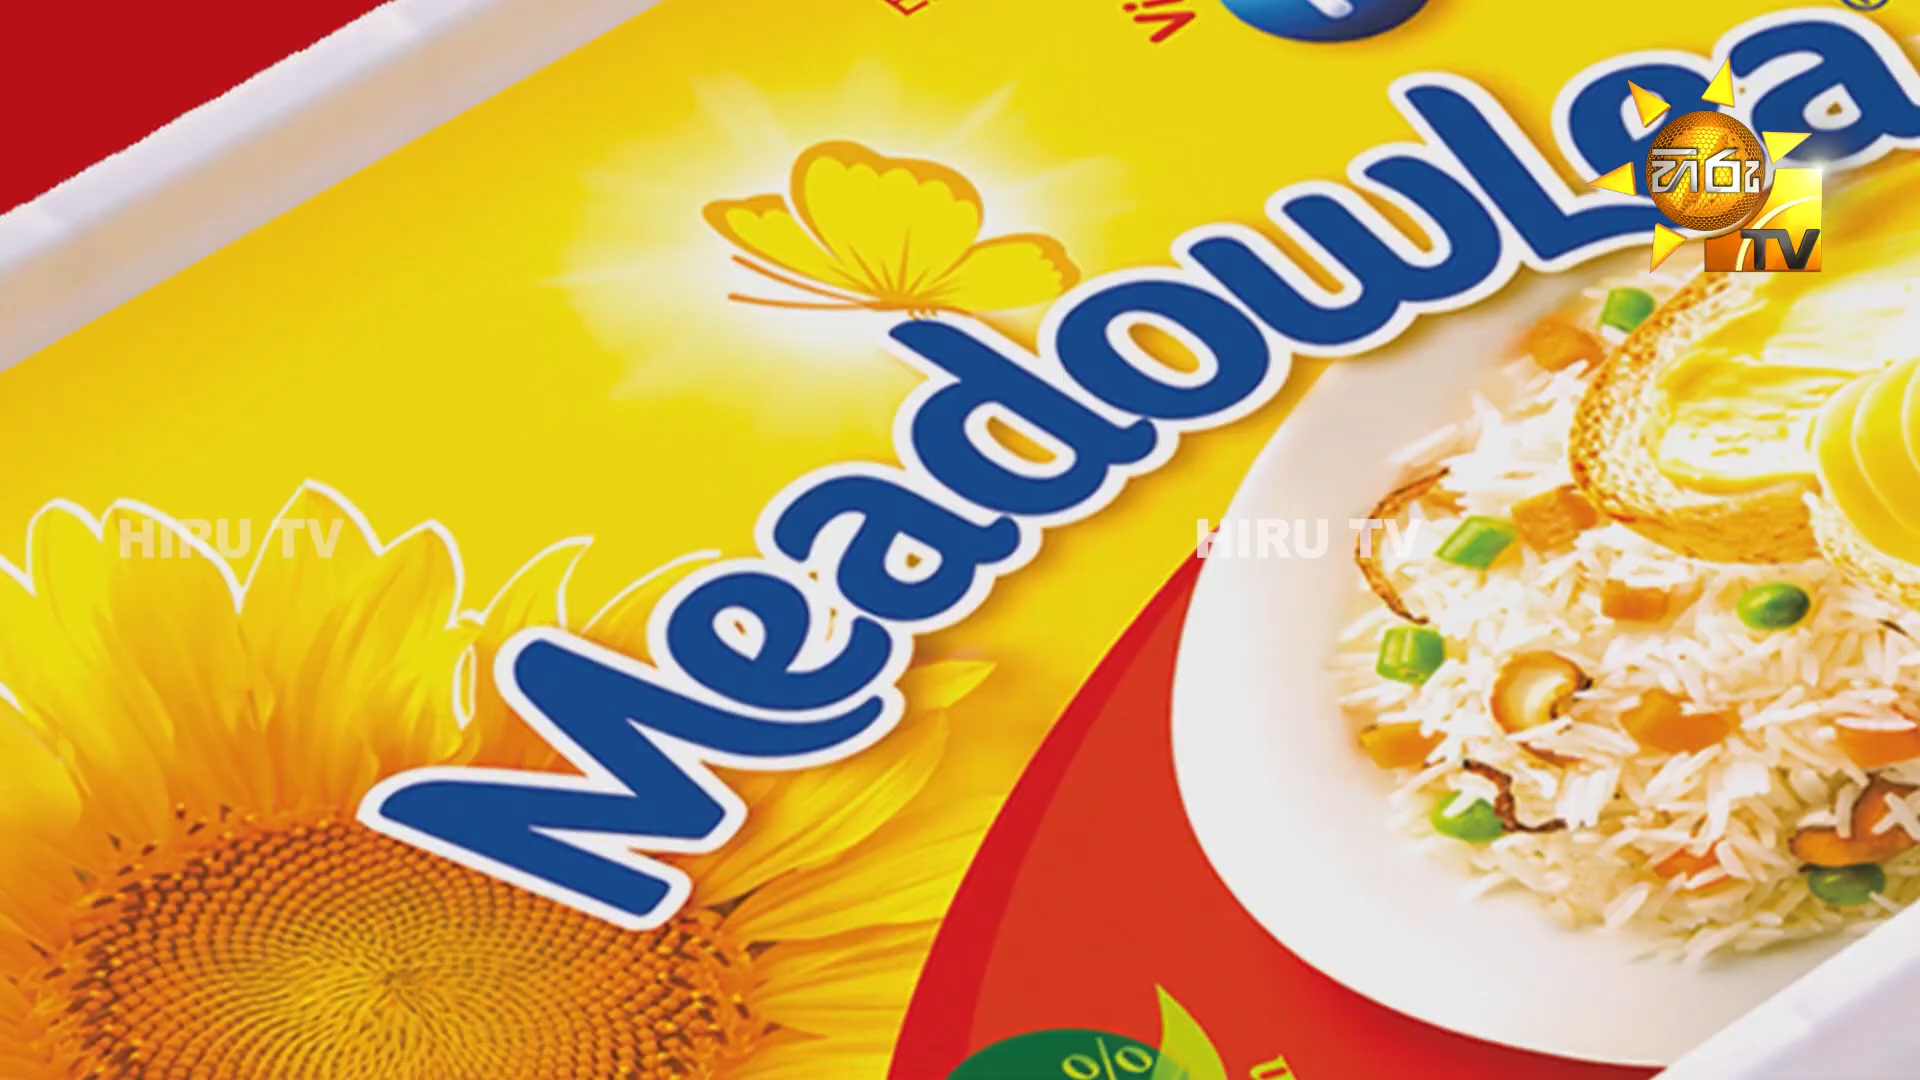 MeadowLea
හිරු
TV
HIRU TV
HIRU TV
%